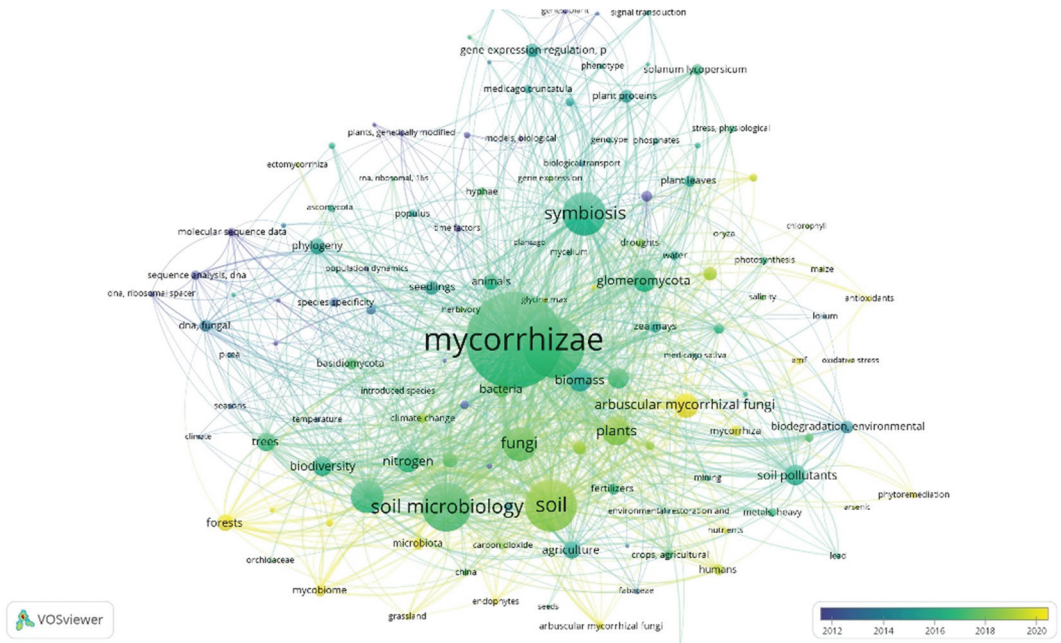 signal transduction
gene expression regulation, p
phenotype
solanum lycopersicum
medicago truncatula
plant proteins
plants, genetically modified
models, biological
genotype
phosphates
stress, physiological
ectomycorrhiza
rna, ribosomal, 16s
gene expression
biological transport
plant leaves
hyphae
ascomycota
populus
symbiosis
time factors
chlorophyll
molecular sequence data
phylogeny
plantago
mycelium
droughts
oryza
water
photosynthesis
maize
sequence analysis, dna
population dynamics
animals
glomeromycota
seedlings
dna, ribosomal spacer
species specificity
herbivory
glycine max
salinity
antioxidants
dna, fungal
zea mays
lolium
mycorrhizae
picea
basidiomycota
medicago sativa
amf
oxidative stress
biomass
bacteria
introduced species
seasons
temperature
climate change
arbuscular mycorrhizal fungi
climate
trees
fungi
plants
mycorrhiza
biodegradation, environmental
biodiversity
nitrogen
soil pollutants
mining
fertilizers
phytoremediation
soil microbiology
soil
environmental restoration and
metals, heavy
arsenic
forests
nutrients
microbiota
carbon dioxide
agriculture
crops, agricultural
lead
orchidaceae
china
humans
mycobiome
endophytes
seeds
fabaceae
grassland
arbuscular mycorrhizal fungi
VOSviewer
2012 2014 2016 2018 2020